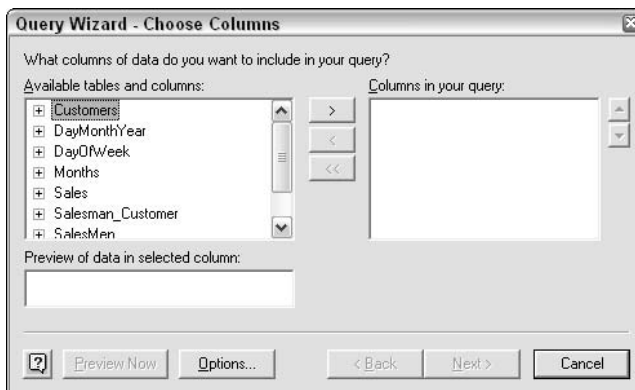 Query Wizard - Choose Columns
What columns of data do you want to include in your query?
Available tables and columns:
Columns in your query:
Customers
DayMonthYear
DayOfWeek
Months
Sales
Salesman_Customer
SalesMen
>
<
<<
Preview of data in selected column:
Preview Now
Options...
< Back
Next >
Cancel